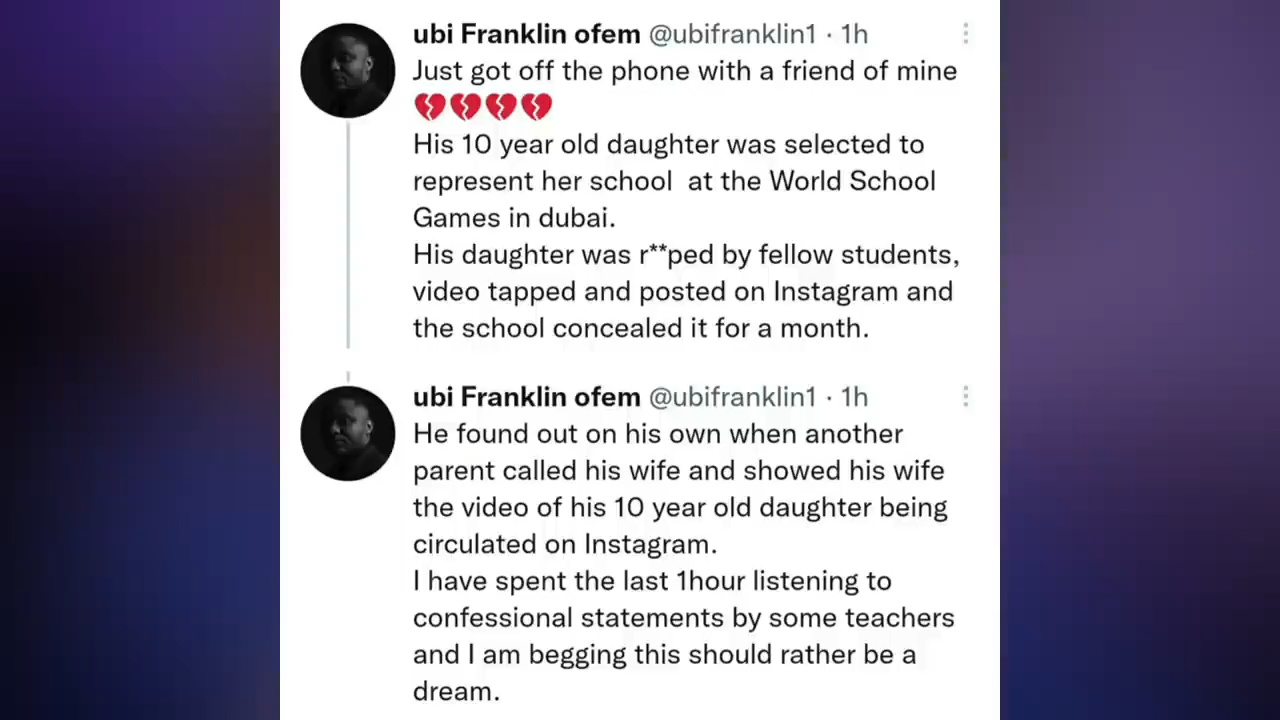 ubi Franklin ofem @ubifranklin1 · 1h
Just got off the phone with a friend of mine
💔💔💔💔
His 10 year old daughter was selected to
represent her school at the World School
Games in dubai.
His daughter was r**ped by fellow students,
video tapped and posted on Instagram and
the school concealed it for a month.
ubi Franklin ofem @ubifranklin1 · 1h
He found out on his own when another
parent called his wife and showed his wife
the video of his 10 year old daughter being
circulated on Instagram.
I have spent the last 1hour listening to
confessional statements by some teachers
and I am begging this should rather be a
dream.